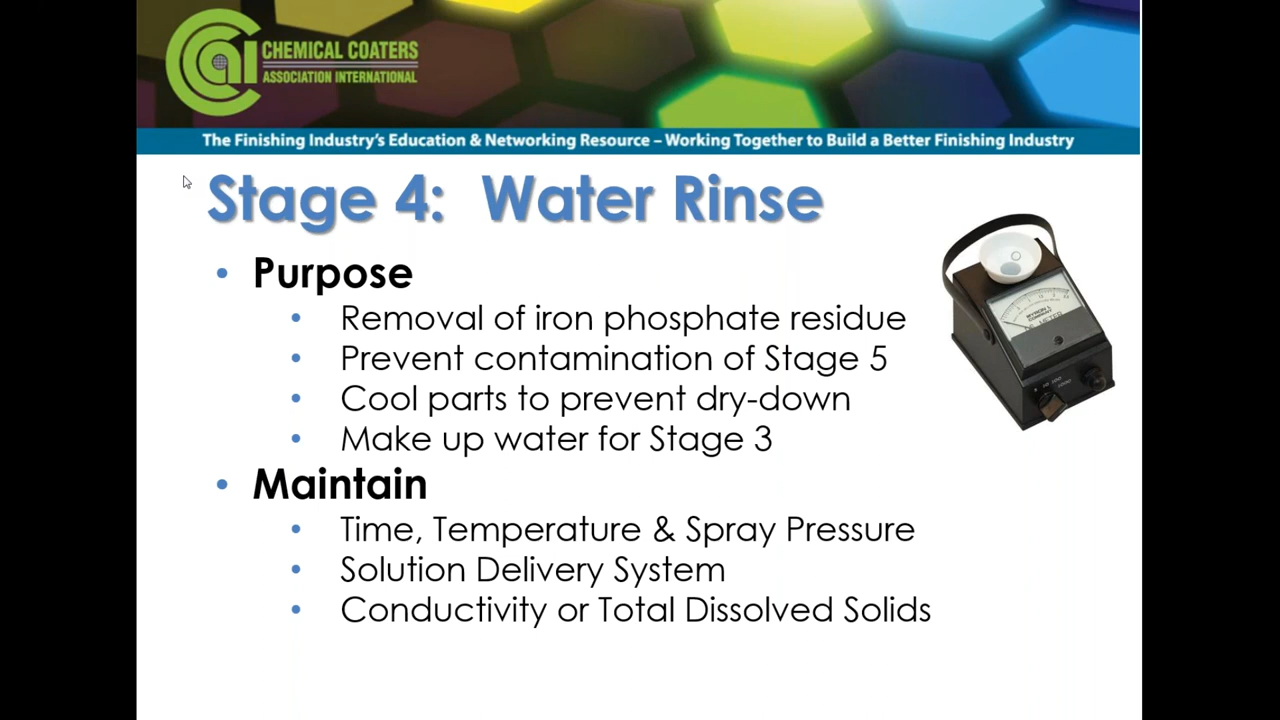 CHEMICAL COATERS
ASSOCIATION INTERNATIONAL
The Finishing Industry's Education & Networking Resource – Working Together to Build a Better Finishing Industry
Stage 4: Water Rinse
• Purpose
• Removal of iron phosphate residue
• Prevent contamination of Stage 5
• Cool parts to prevent dry-down
• Make up water for Stage 3
• Maintain
• Time, Temperature & Spray Pressure
• Solution Delivery System
• Conductivity or Total Dissolved Solids